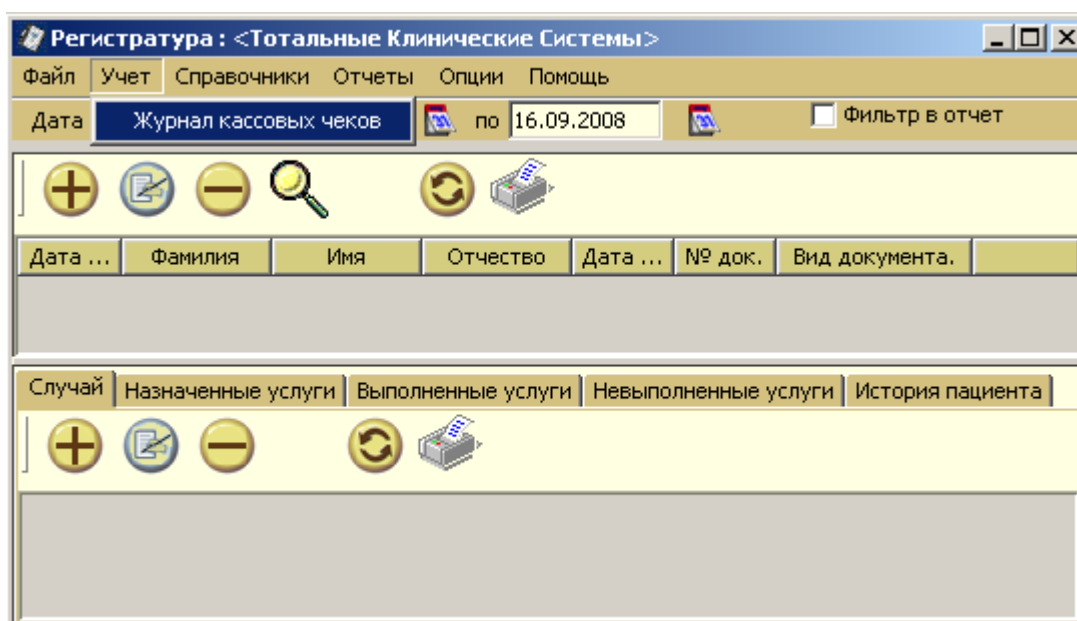 Регистратура : <Тотальные Клинические Системы>
Файл Учет Справочники Отчеты Опции Помощь
Дата Журнал кассовых чеков по 16.09.2008 Фильтр в отчет
Дата ... Фамилия Имя Отчество Дата ... № док. Вид документа.
Случай Назначенные услуги Выполненные услуги Невыполненные услуги История пациента